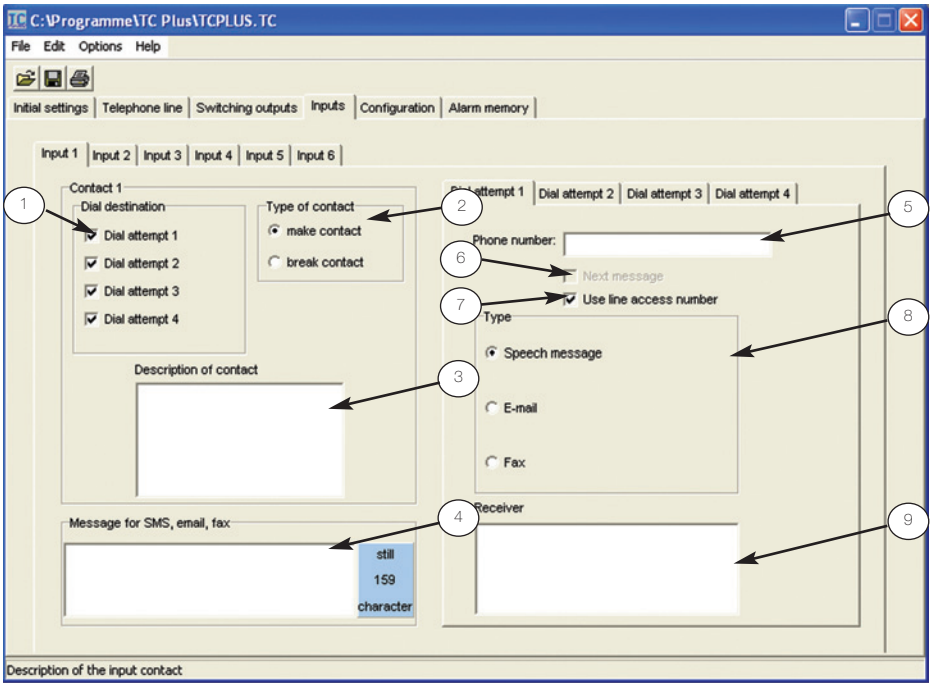 C:\Programme\TC Plus\TCPLUS.TC
File Edit Options Help
Initial settings Telephone line Switching outputs Inputs Configuration Alarm memory
Input 1 Input 2 Input 3 Input 4 Input 5 Input 6
Contact 1
Dial destination
Dial attempt 1
Dial attempt 2
Dial attempt 3
Dial attempt 4
1
Type of contact
make contact
break contact
2
Description of contact
3
Message for SMS, email, fax
still
159
character
4
attempt 1 Dial attempt 2 Dial attempt 3 Dial attempt 4
Phone number:
5
6
Next message
7
Use line access number
Type
8
Speech message
E-mail
Fax
Receiver
9
Description of the input contact